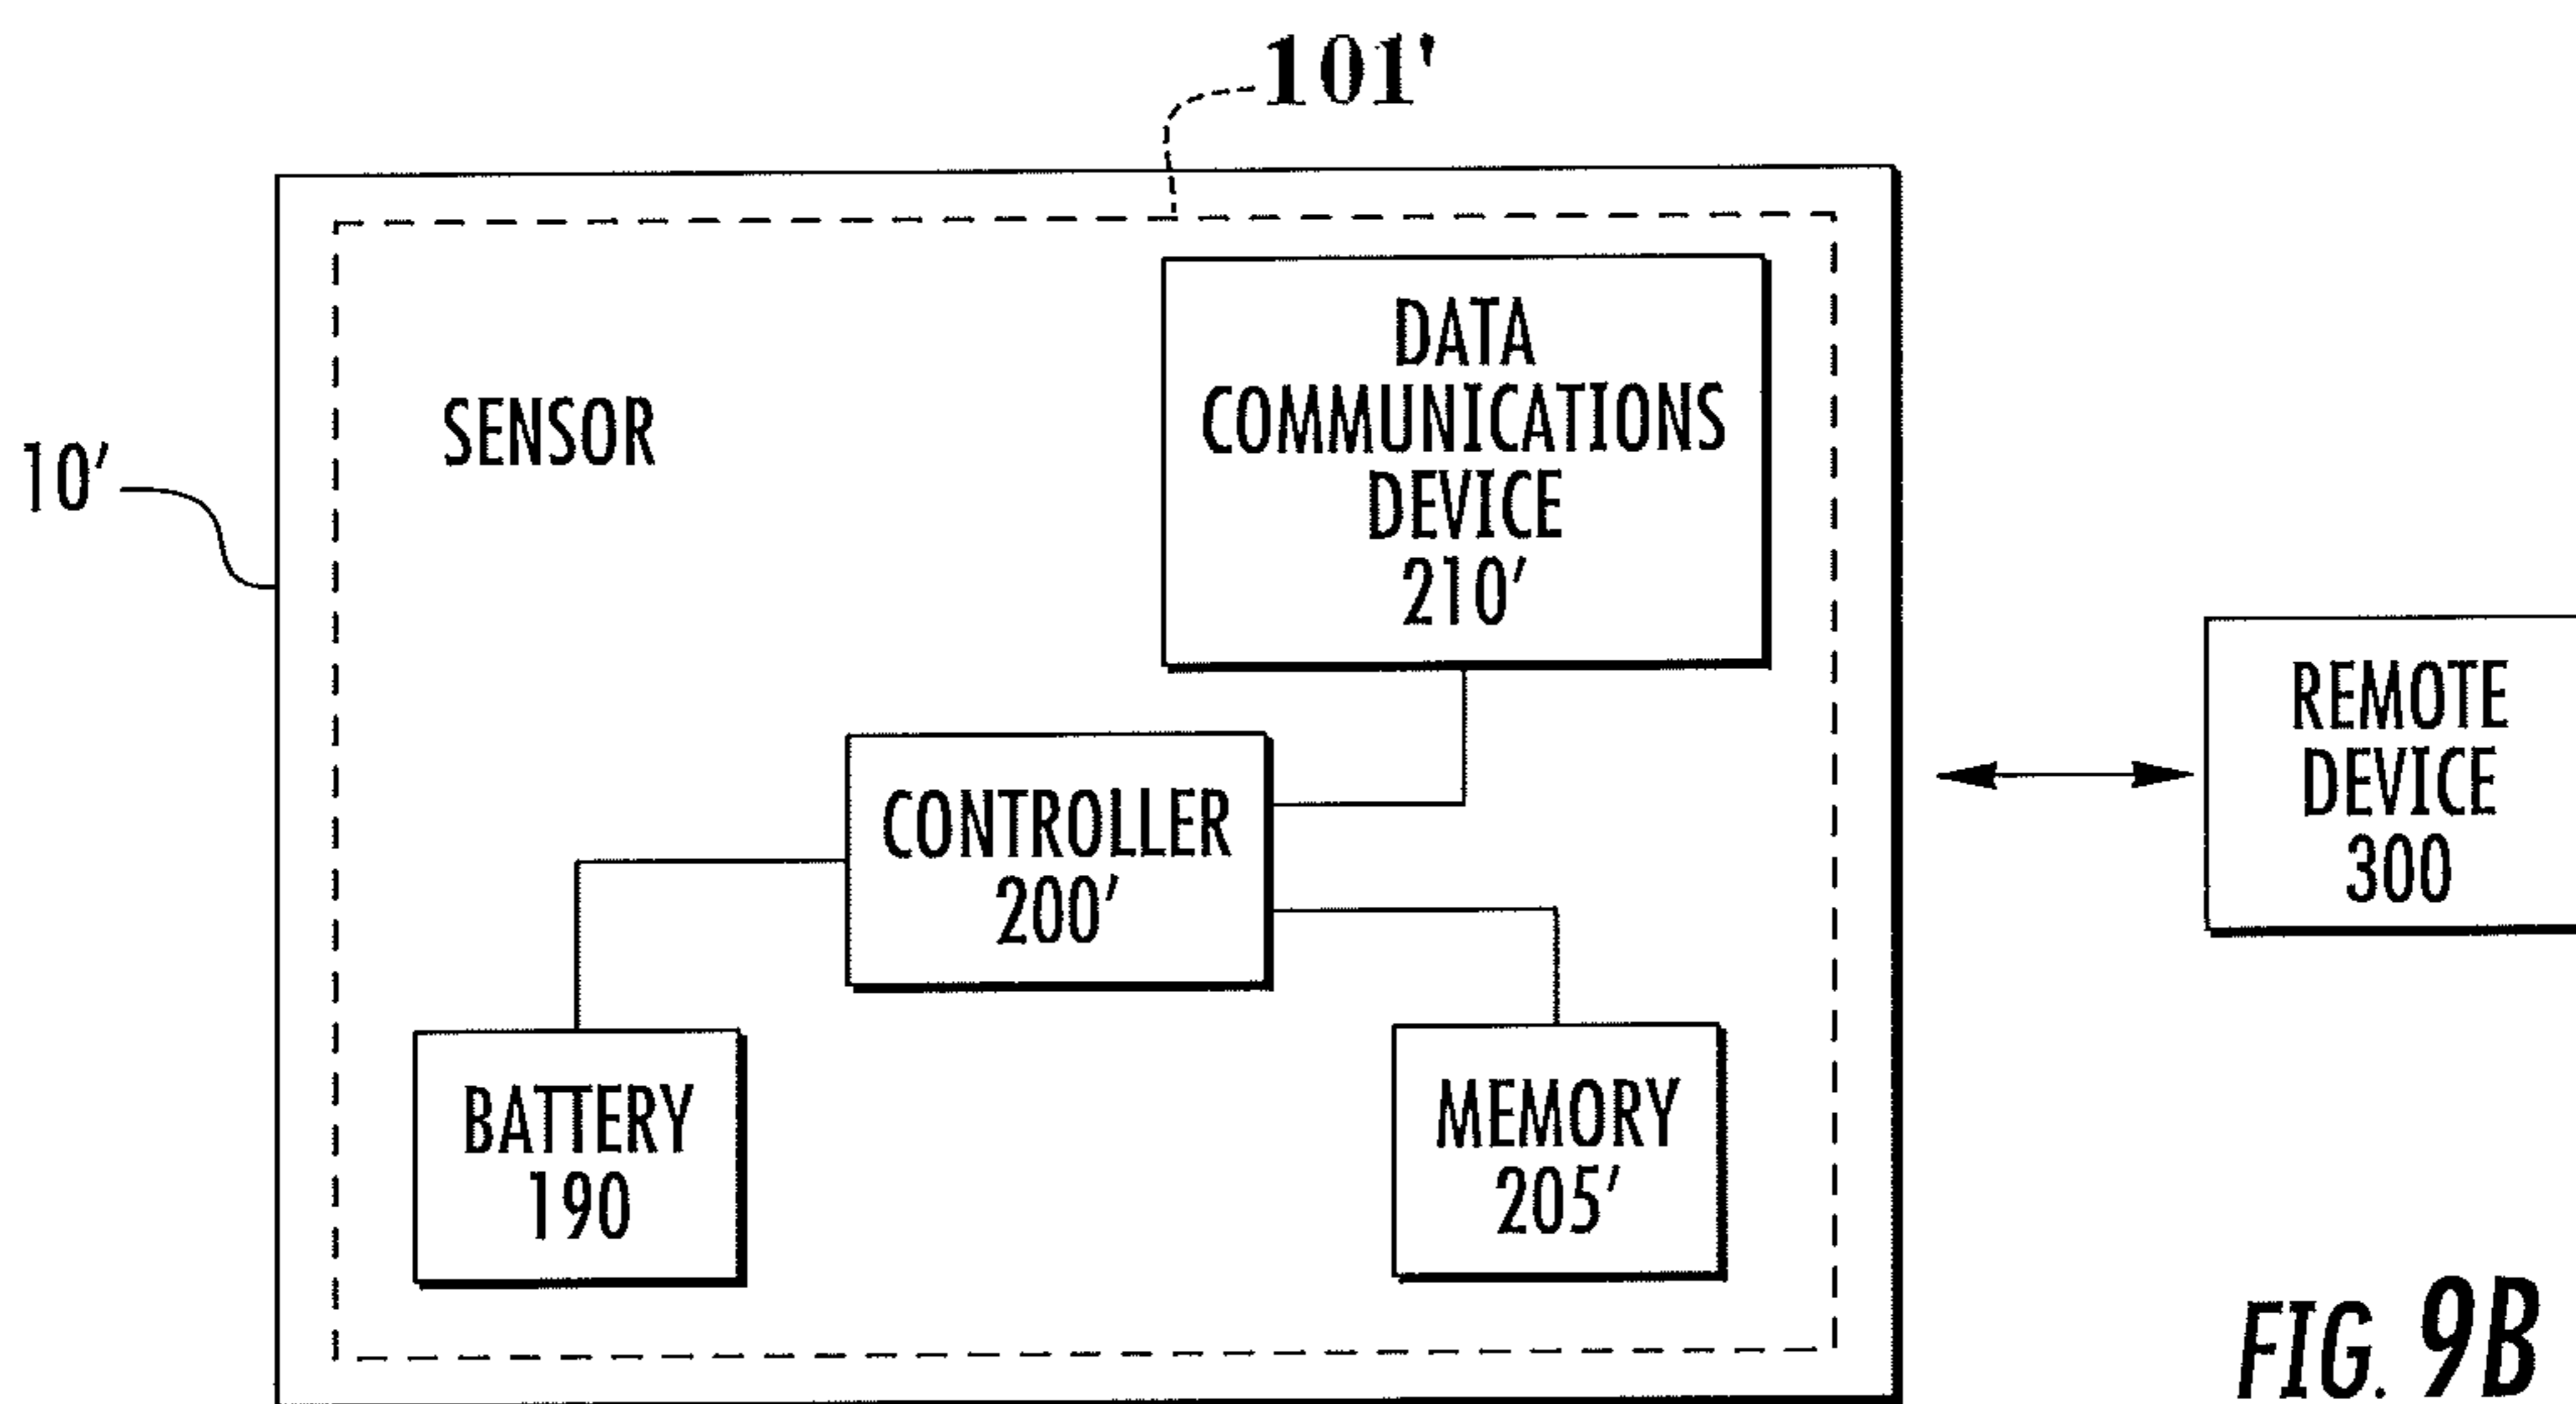 101'
10'
SENSOR
DATA
COMMUNICATIONS
DEVICE
210'
CONTROLLER
200'
BATTERY
190
MEMORY
205'
REMOTE
DEVICE
300
FIG. 9B